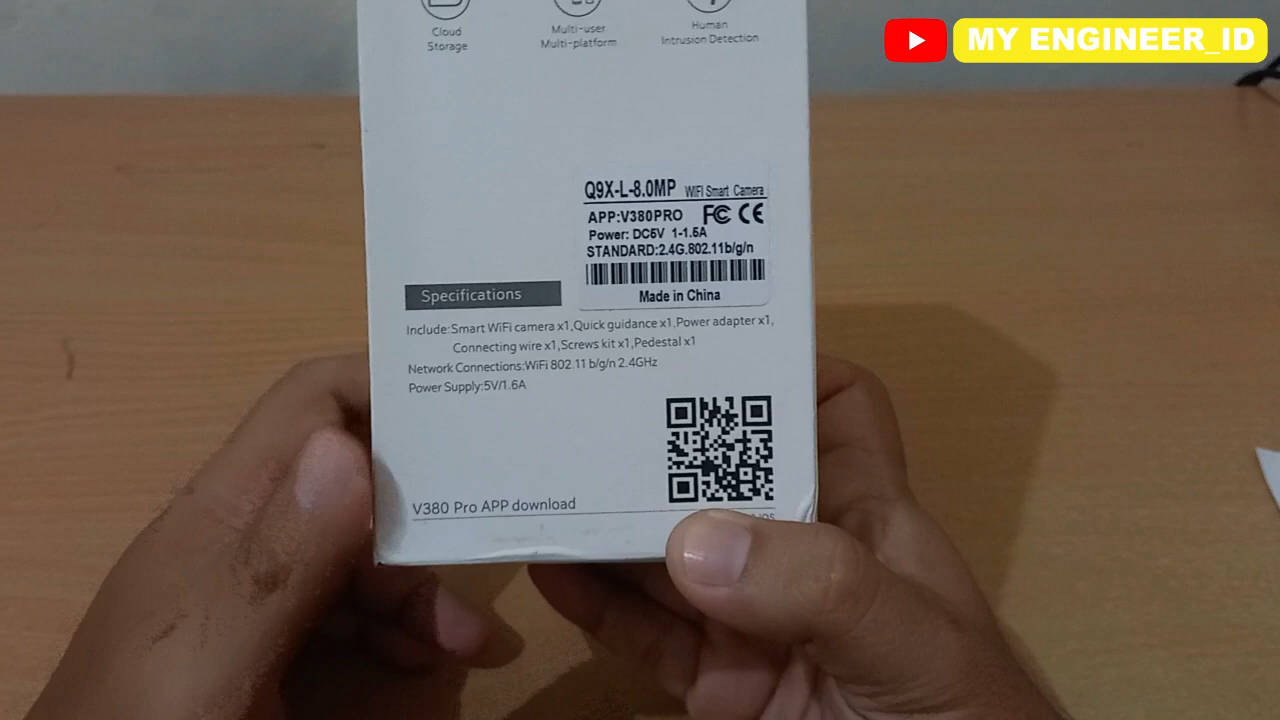 MY ENGINEER_ID
Cloud
Storage
Multi-user
Multi-platform
Human
Intrusion Detection
Q9X-L-8.0MP WIFI Smart Camera
APP:V380PRO FC CE
Power: DC5V 1-1.5A
STANDARD:2.4G.802.11b/g/n
Made in China
Specifications
Include:Smart WiFi camera x1,Quick guidance x1,Power adapter x1,
Connecting wire x1,Screws kit x1,Pedestal x1
Network Connections:WiFi 802.11 b/g/n 2.4GHz
Power Supply:5V/1.6A
V380 Pro APP download